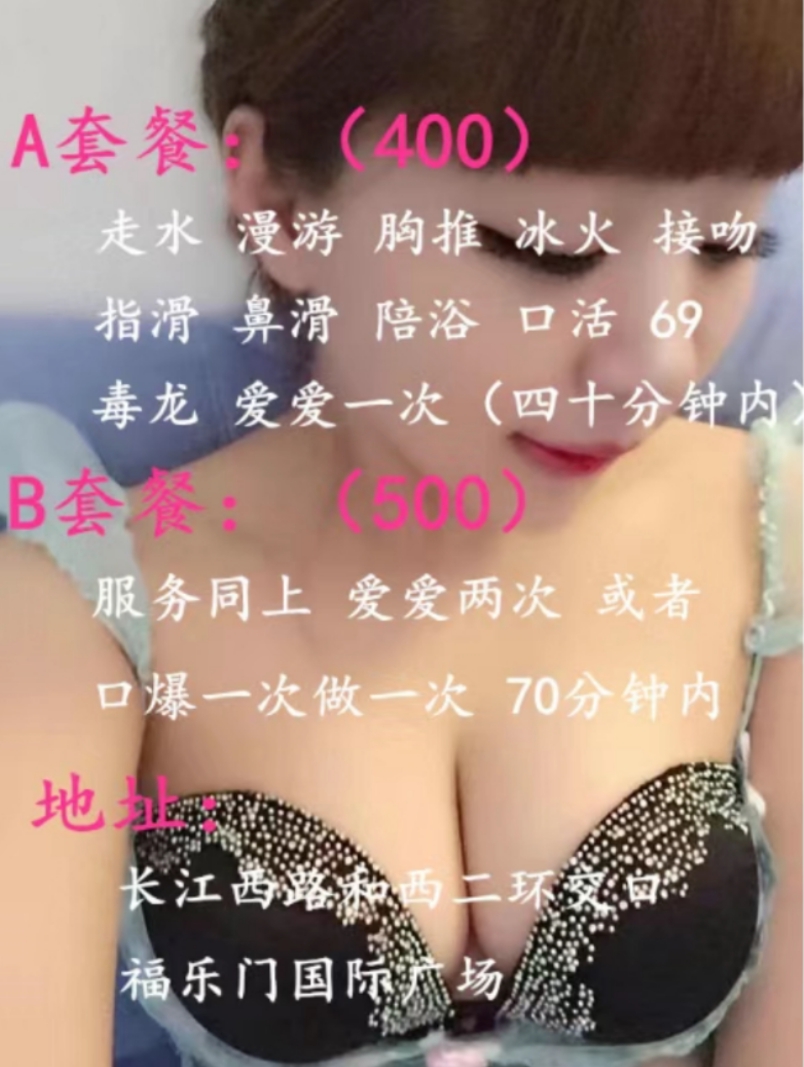 A套餐：（400）
走水 漫游 胸推 冰火 接吻
指滑 鼻滑 陪浴 口活 69
毒龙 爱爱一次（四十分钟内）
B套餐：（500）
服务同上 爱爱两次 或者
口爆一次做一次 70分钟内
地址：
长江西路和西二环交口
福乐门国际广场